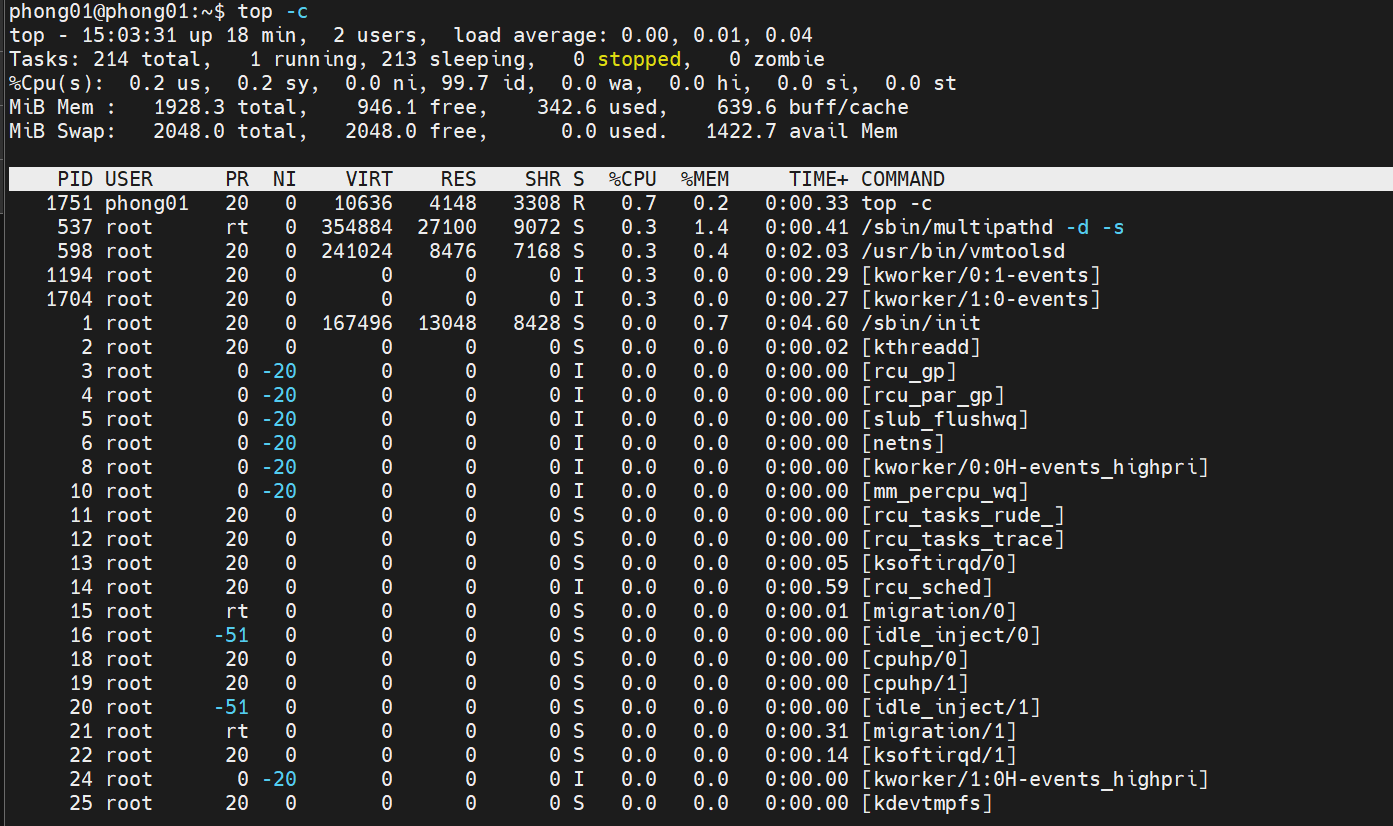 phong01@phong01:~$ top -c
top - 15:03:31 up 18 min,  2 users,  load average: 0.00, 0.01, 0.04
Tasks: 214 total,   1 running, 213 sleeping,   0 stopped,   0 zombie
%Cpu(s):  0.2 us,  0.2 sy,  0.0 ni, 99.7 id,  0.0 wa,  0.0 hi,  0.0 si,  0.0 st
MiB Mem :   1928.3 total,    946.1 free,    342.6 used,    639.6 buff/cache
MiB Swap:   2048.0 total,   2048.0 free,      0.0 used.   1422.7 avail Mem
    PID USER      PR  NI    VIRT    RES    SHR S  %CPU  %MEM     TIME+ COMMAND
   1751 phong01   20   0   10636   4148   3308 R   0.7   0.2   0:00.33 top -c
    537 root      rt   0  354884  27100   9072 S   0.3   1.4   0:00.41 /sbin/multipathd -d -s
    598 root      20   0  241024   8476   7168 S   0.3   0.4   0:02.03 /usr/bin/vmtoolsd
   1194 root      20   0       0      0      0 I   0.3   0.0   0:00.29 [kworker/0:1-events]
   1704 root      20   0       0      0      0 I   0.3   0.0   0:00.27 [kworker/1:0-events]
      1 root      20   0  167496  13048   8428 S   0.0   0.7   0:04.60 /sbin/init
      2 root      20   0       0      0      0 S   0.0   0.0   0:00.02 [kthreadd]
      3 root       0 -20       0      0      0 I   0.0   0.0   0:00.00 [rcu_gp]
      4 root       0 -20       0      0      0 I   0.0   0.0   0:00.00 [rcu_par_gp]
      5 root       0 -20       0      0      0 I   0.0   0.0   0:00.00 [slub_flushwq]
      6 root       0 -20       0      0      0 I   0.0   0.0   0:00.00 [netns]
      8 root       0 -20       0      0      0 I   0.0   0.0   0:00.00 [kworker/0:0H-events_highpri]
     10 root       0 -20       0      0      0 I   0.0   0.0   0:00.00 [mm_percpu_wq]
     11 root      20   0       0      0      0 S   0.0   0.0   0:00.00 [rcu_tasks_rude_]
     12 root      20   0       0      0      0 S   0.0   0.0   0:00.00 [rcu_tasks_trace]
     13 root      20   0       0      0      0 S   0.0   0.0   0:00.05 [ksoftirqd/0]
     14 root      20   0       0      0      0 I   0.0   0.0   0:00.59 [rcu_sched]
     15 root      rt   0       0      0      0 S   0.0   0.0   0:00.01 [migration/0]
     16 root     -51   0       0      0      0 S   0.0   0.0   0:00.00 [idle_inject/0]
     18 root      20   0       0      0      0 S   0.0   0.0   0:00.00 [cpuhp/0]
     19 root      20   0       0      0      0 S   0.0   0.0   0:00.00 [cpuhp/1]
     20 root     -51   0       0      0      0 S   0.0   0.0   0:00.00 [idle_inject/1]
     21 root      rt   0       0      0      0 S   0.0   0.0   0:00.31 [migration/1]
     22 root      20   0       0      0      0 S   0.0   0.0   0:00.14 [ksoftirqd/1]
     24 root       0 -20       0      0      0 I   0.0   0.0   0:00.00 [kworker/1:0H-events_highpri]
     25 root      20   0       0      0      0 S   0.0   0.0   0:00.00 [kdevtmpfs]